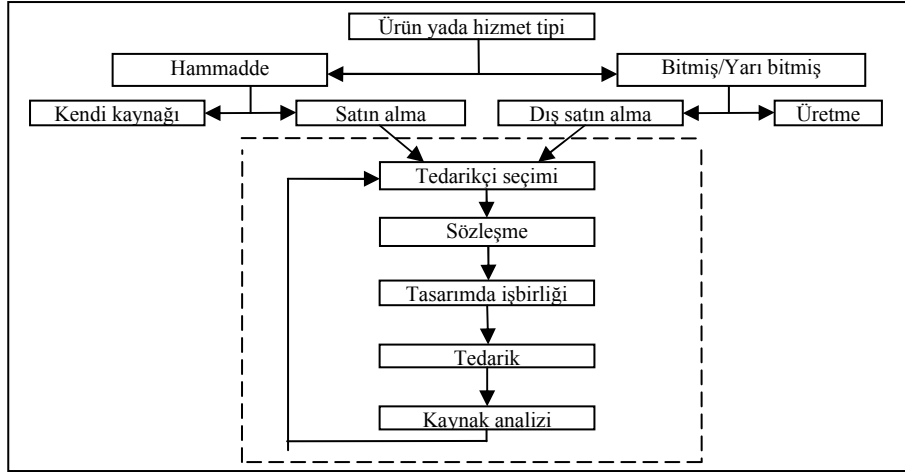 Ürün yada hizmet tipi
Hammadde
Bitmiş/Yarı bitmiş
Kendi kaynağı
Satın alma
Dış satın alma
Üretme
Tedarikçi seçimi
Sözleşme
Tasarımda işbirliği
Tedarik
Kaynak analizi